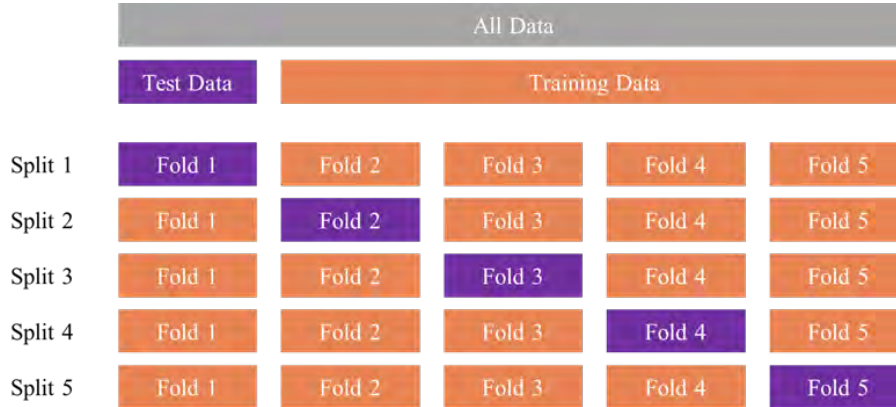 All Data
Test Data Training Data
Split 1 Fold 1 Fold 2 Fold 3 Fold 4 Fold 5
Split 2 Fold 1 Fold 2 Fold 3 Fold 4 Fold 5
Split 3 Fold 1 Fold 2 Fold 3 Fold 4 Fold 5
Split 4 Fold 1 Fold 2 Fold 3 Fold 4 Fold 5
Split 5 Fold 1 Fold 2 Fold 3 Fold 4 Fold 5